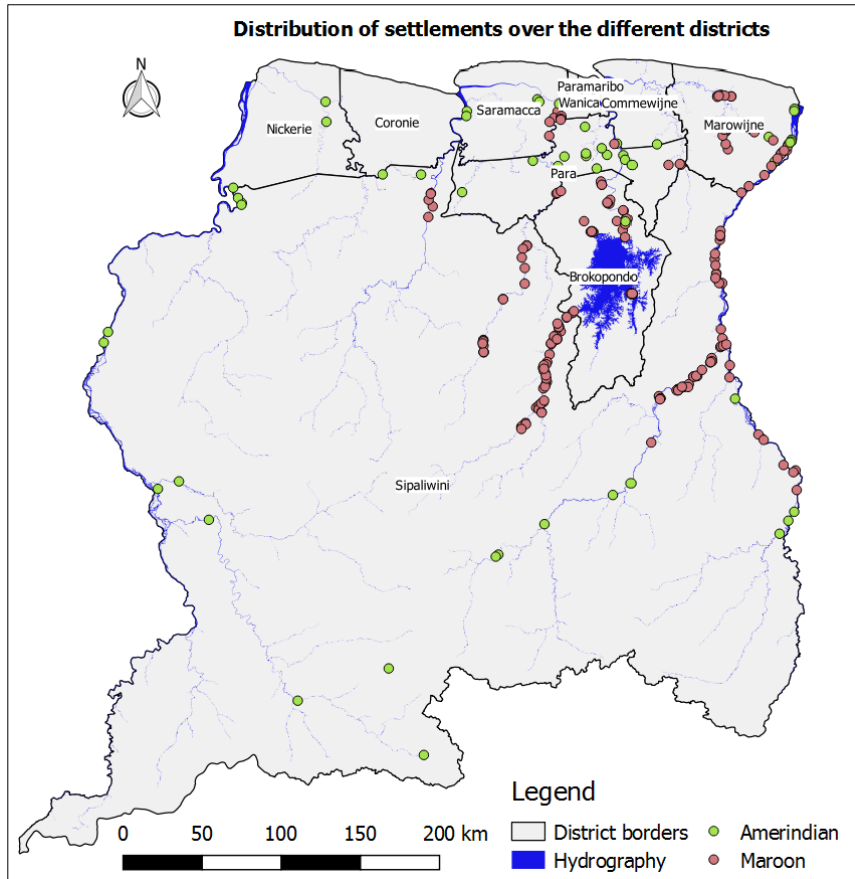 Distribution of settlements over the different districts
N
Paramaribo
Nickerie
Coronie
Saramacca
Wanica
Commewijne
Marowijne
Para
Brokopondo
Sipaliwini
Legend
0 50 100 150 200 km
District borders
Amerindian
Hydrography
Maroon